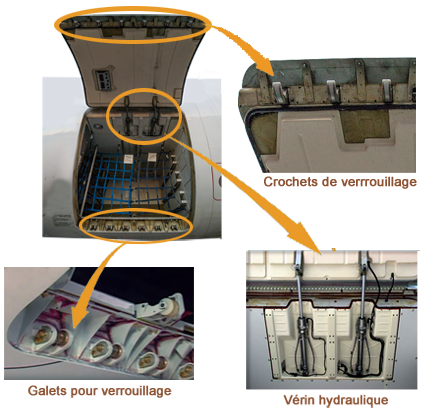 Crochets de verrrouillage
Galets pour verrouillage
Vérin hydraulique